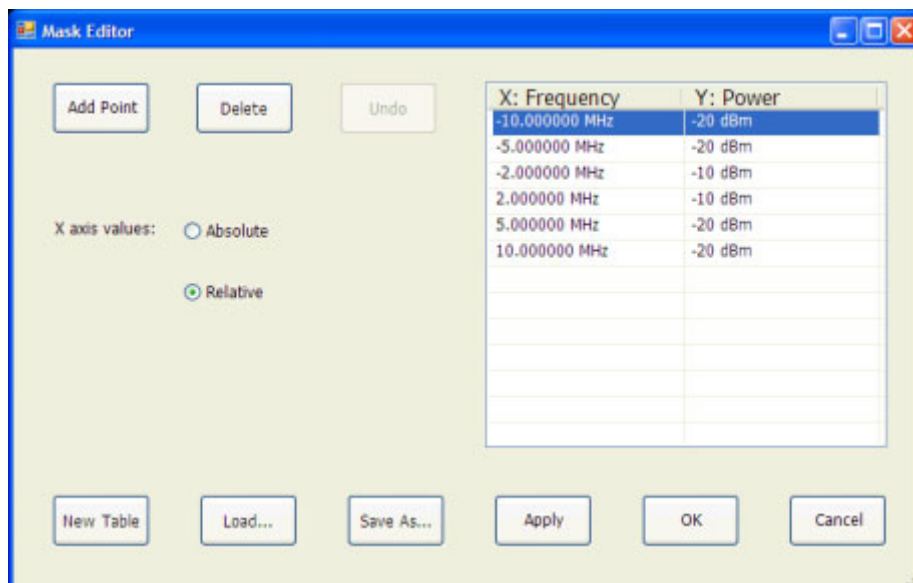 Mask Editor
Add Point
Delete
Undo
X: Frequency Y: Power
-10.000000 MHz -20 dBm
-5.000000 MHz -20 dBm
-2.000000 MHz -10 dBm
2.000000 MHz -10 dBm
5.000000 MHz -20 dBm
10.000000 MHz -20 dBm
X axis values:
Absolute
Relative
New Table
Load...
Save As...
Apply
OK
Cancel